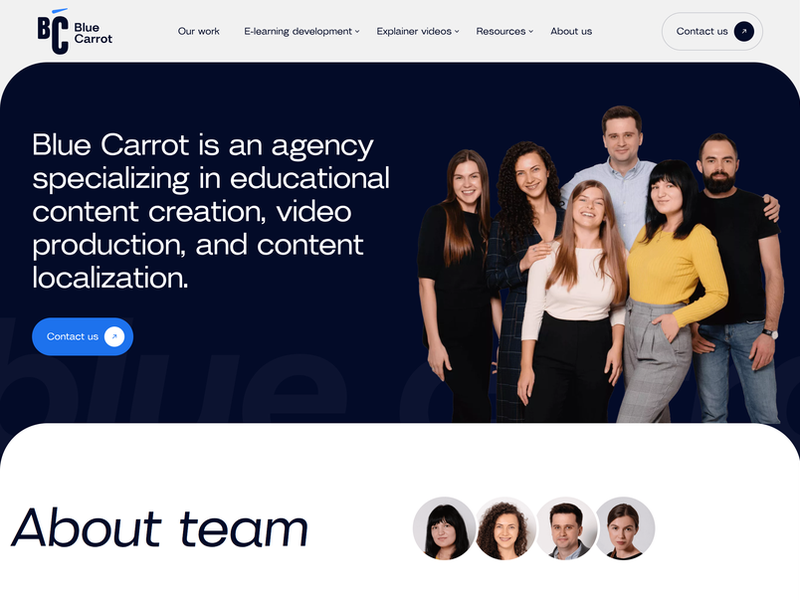 BC
Blue
Carrot
Our work
E-learning development
Explainer videos
Resources
About us
Contact us
Blue Carrot is an agency
specializing in educational
content creation, video
production, and content
localization.
Contact us
blue c
About team